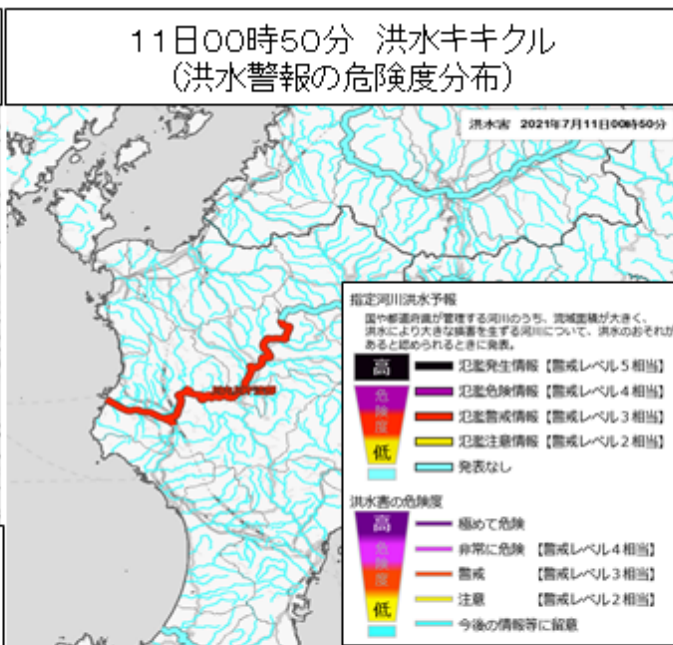 11日00時50分 洪水キキクル
(洪水警報の危険度分布)
洪水害 2021年7月11日00時50分
指定河川洪水予報
国や都道府県が管理する河川のうち、流域面積が大きく、
洪水により大きな損害を生ずる河川について、洪水のおそれが
あると認められるときに発表。
高
危険度
低
氾濫発生情報【警戒レベル5相当】
氾濫危険情報【警戒レベル4相当】
氾濫警戒情報【警戒レベル3相当】
氾濫注意情報【警戒レベル2相当】
発表なし
洪水害の危険度
高
危険度
低
極めて危険
非常に危険 【警戒レベル4相当】
警戒 【警戒レベル3相当】
注意 【警戒レベル2相当】
今後の情報等に留意